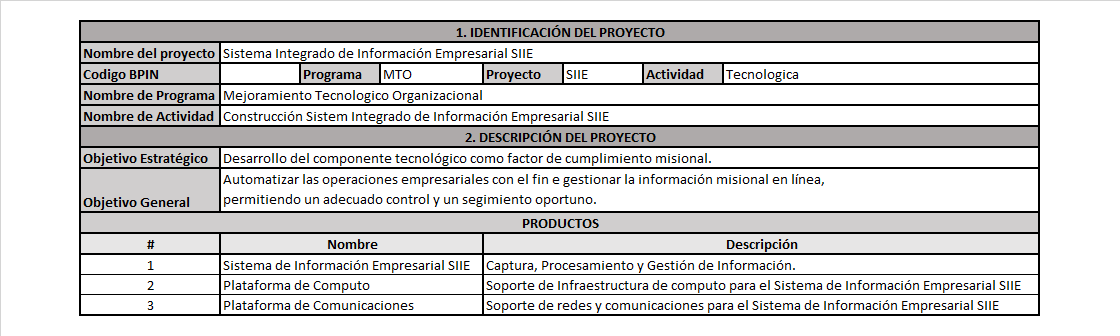 1. IDENTIFICACIÓN DEL PROYECTO
Nombre del proyecto Sistema Integrado de Información Empresarial SIIE
Codigo BPIN Programa MTO Proyecto SIIE Actividad Tecnologica
Nombre de Programa Mejoramiento Tecnologico Organizacional
Nombre de Actividad Construcción Sistem Integrado de Información Empresarial SIIE
2. DESCRIPCIÓN DEL PROYECTO
Objetivo Estratégico Desarrollo del componente tecnológico como factor de cumplimiento misional.
Automatizar las operaciones empresariales con el fin e gestionar la información misional en línea,
Objetivo General permitiendo un adecuado control y un segimiento oportuno.
PRODUCTOS
# Nombre Descripción
1 Sistema de Información Empresarial SIIE Captura, Procesamiento y Gestión de Información.
2 Plataforma de Computo Soporte de Infraestructura de computo para el Sistema de Información Empresarial SIIE
3 Plataforma de Comunicaciones Soporte de redes y comunicaciones para el Sistema de Información Empresarial SIIE